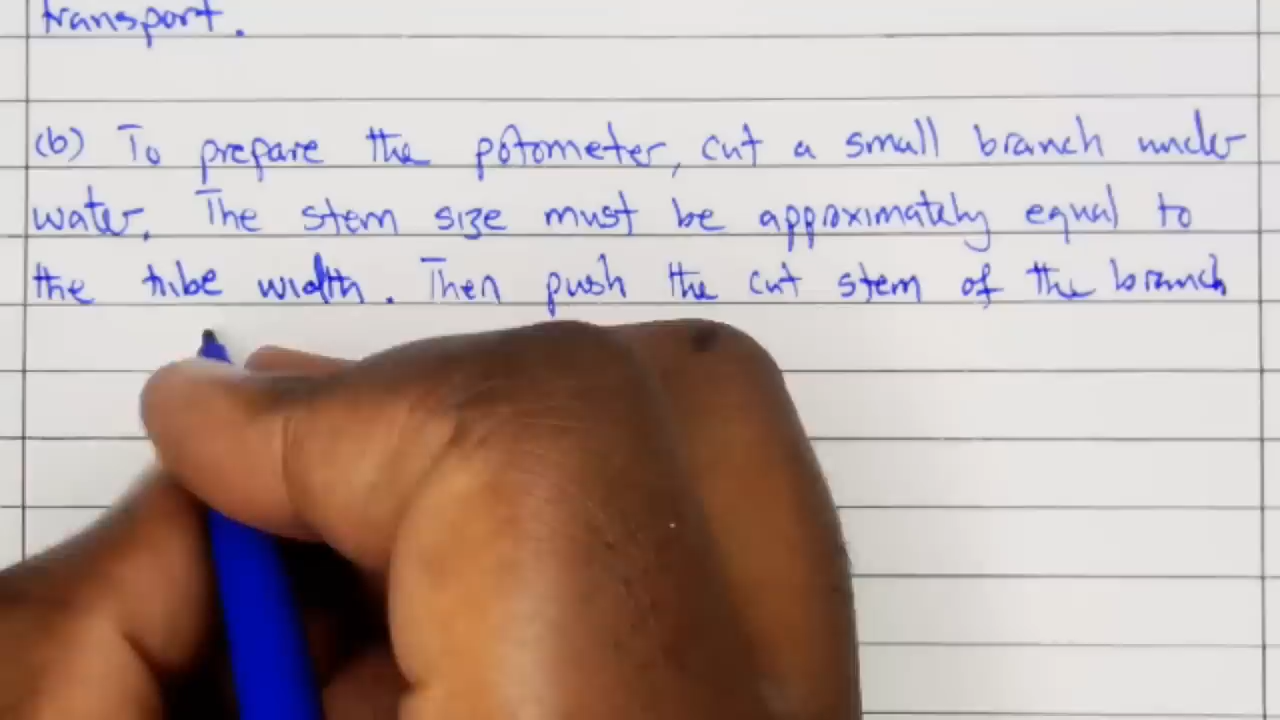 transport.
(b) To prepare the potometer, cut a small branch under
water. The stem size must be approximately equal to
the tube width. Then push the cut stem of the branch